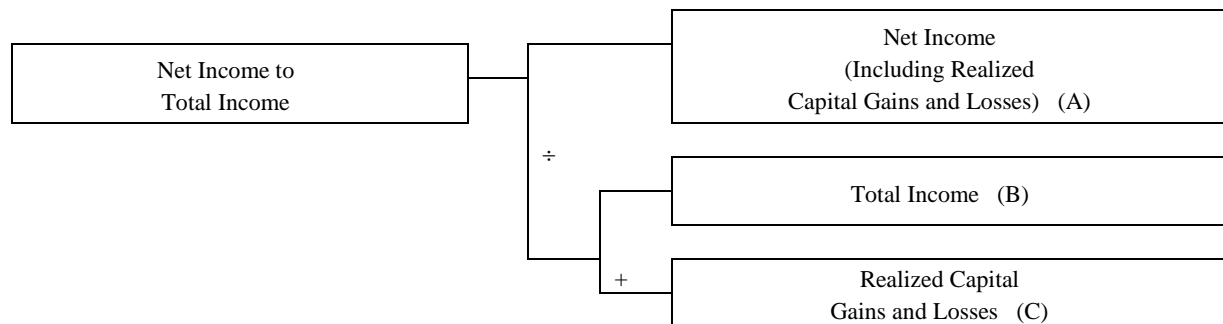 Net Income to
Total Income
Net Income
(Including Realized
Capital Gains and Losses) (A)
÷
Total Income (B)
+
Realized Capital
Gains and Losses (C)